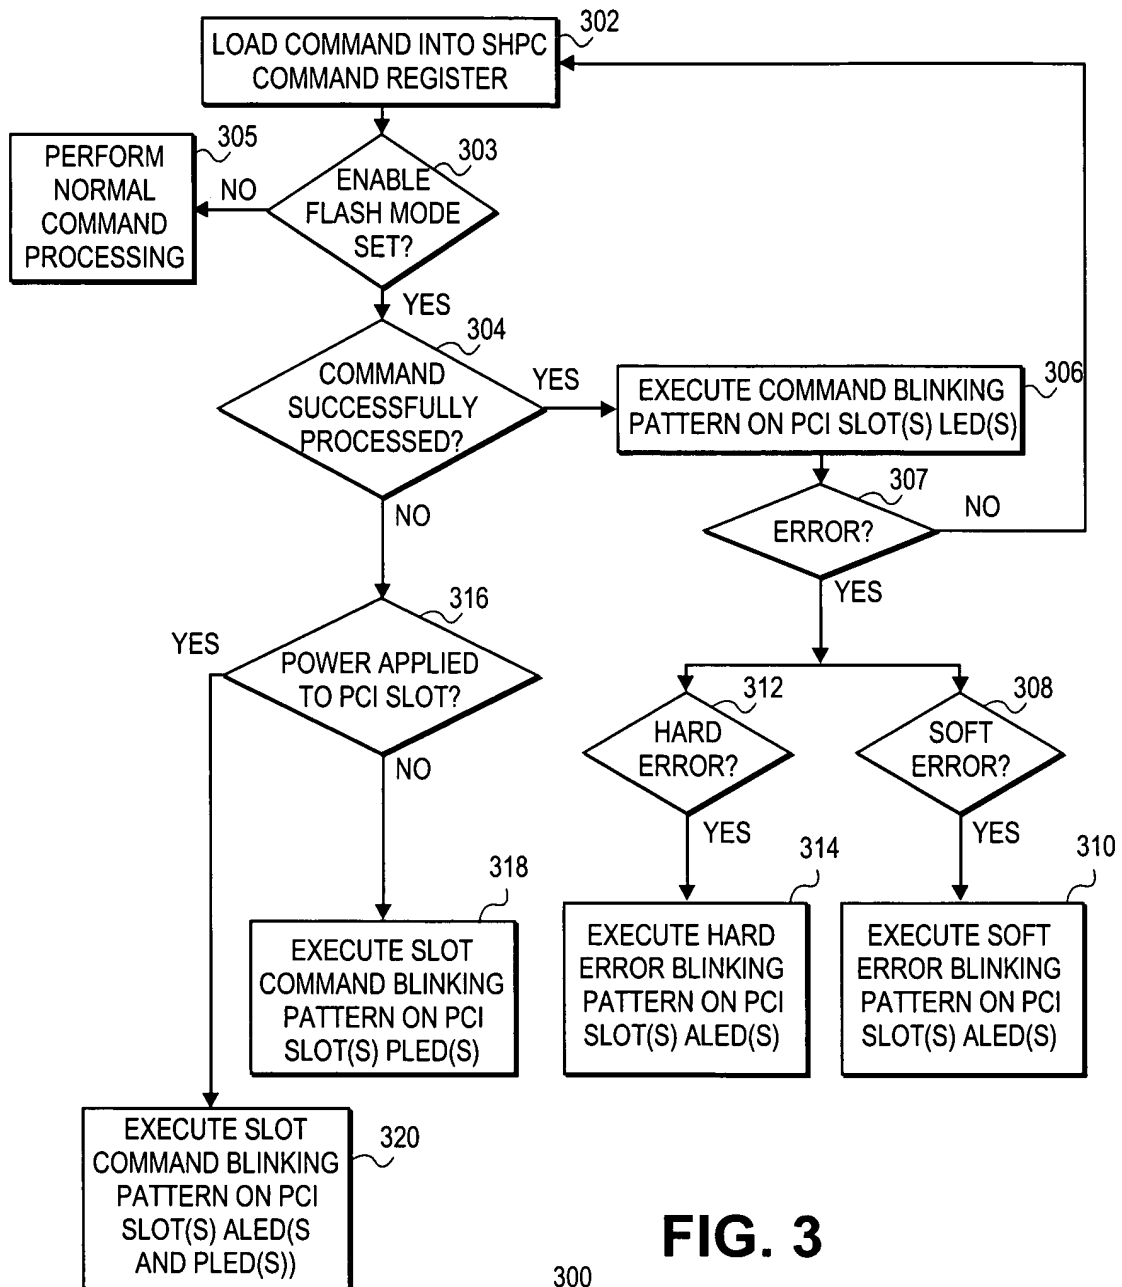 302
LOAD COMMAND INTO SHPC
COMMAND REGISTER
305
PERFORM
NORMAL
COMMAND
PROCESSING
NO
303
ENABLE
FLASH MODE
SET?
YES
304
COMMAND
SUCCESSFULLY
PROCESSED?
YES
306
EXECUTE COMMAND BLINKING
PATTERN ON PCI SLOT(S) LED(S)
307
ERROR?
NO
YES
NO
316
POWER APPLIED
TO PCI SLOT?
YES
NO
312
HARD
ERROR?
YES
308
SOFT
ERROR?
YES
318
EXECUTE SLOT
COMMAND BLINKING
PATTERN ON PCI
SLOT(S) PLED(S)
314
EXECUTE HARD
ERROR BLINKING
PATTERN ON PCI
SLOT(S) ALED(S)
310
EXECUTE SOFT
ERROR BLINKING
PATTERN ON PCI
SLOT(S) ALED(S)
320
EXECUTE SLOT
COMMAND BLINKING
PATTERN ON PCI
SLOT(S) ALED(S
AND PLED(S))
FIG. 3
300